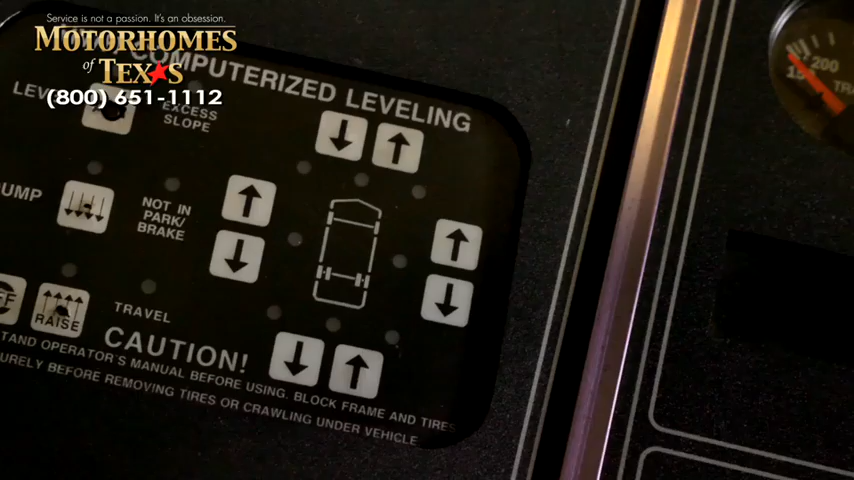 Service is not a passion. It's an obsession.
MOTORHOMES
of TEXAS
(800) 651-1112
COMPUTERIZED LEVELING
EXCESS
SLOPE
NOT IN
PARK/
BRAKE
RAISE
TRAVEL
CAUTION!
OPERATOR'S MANUAL BEFORE USING. BLOCK FRAME AND TIRES
BEFORE REMOVING TIRES OR CRAWLING UNDER VEHICLE
200